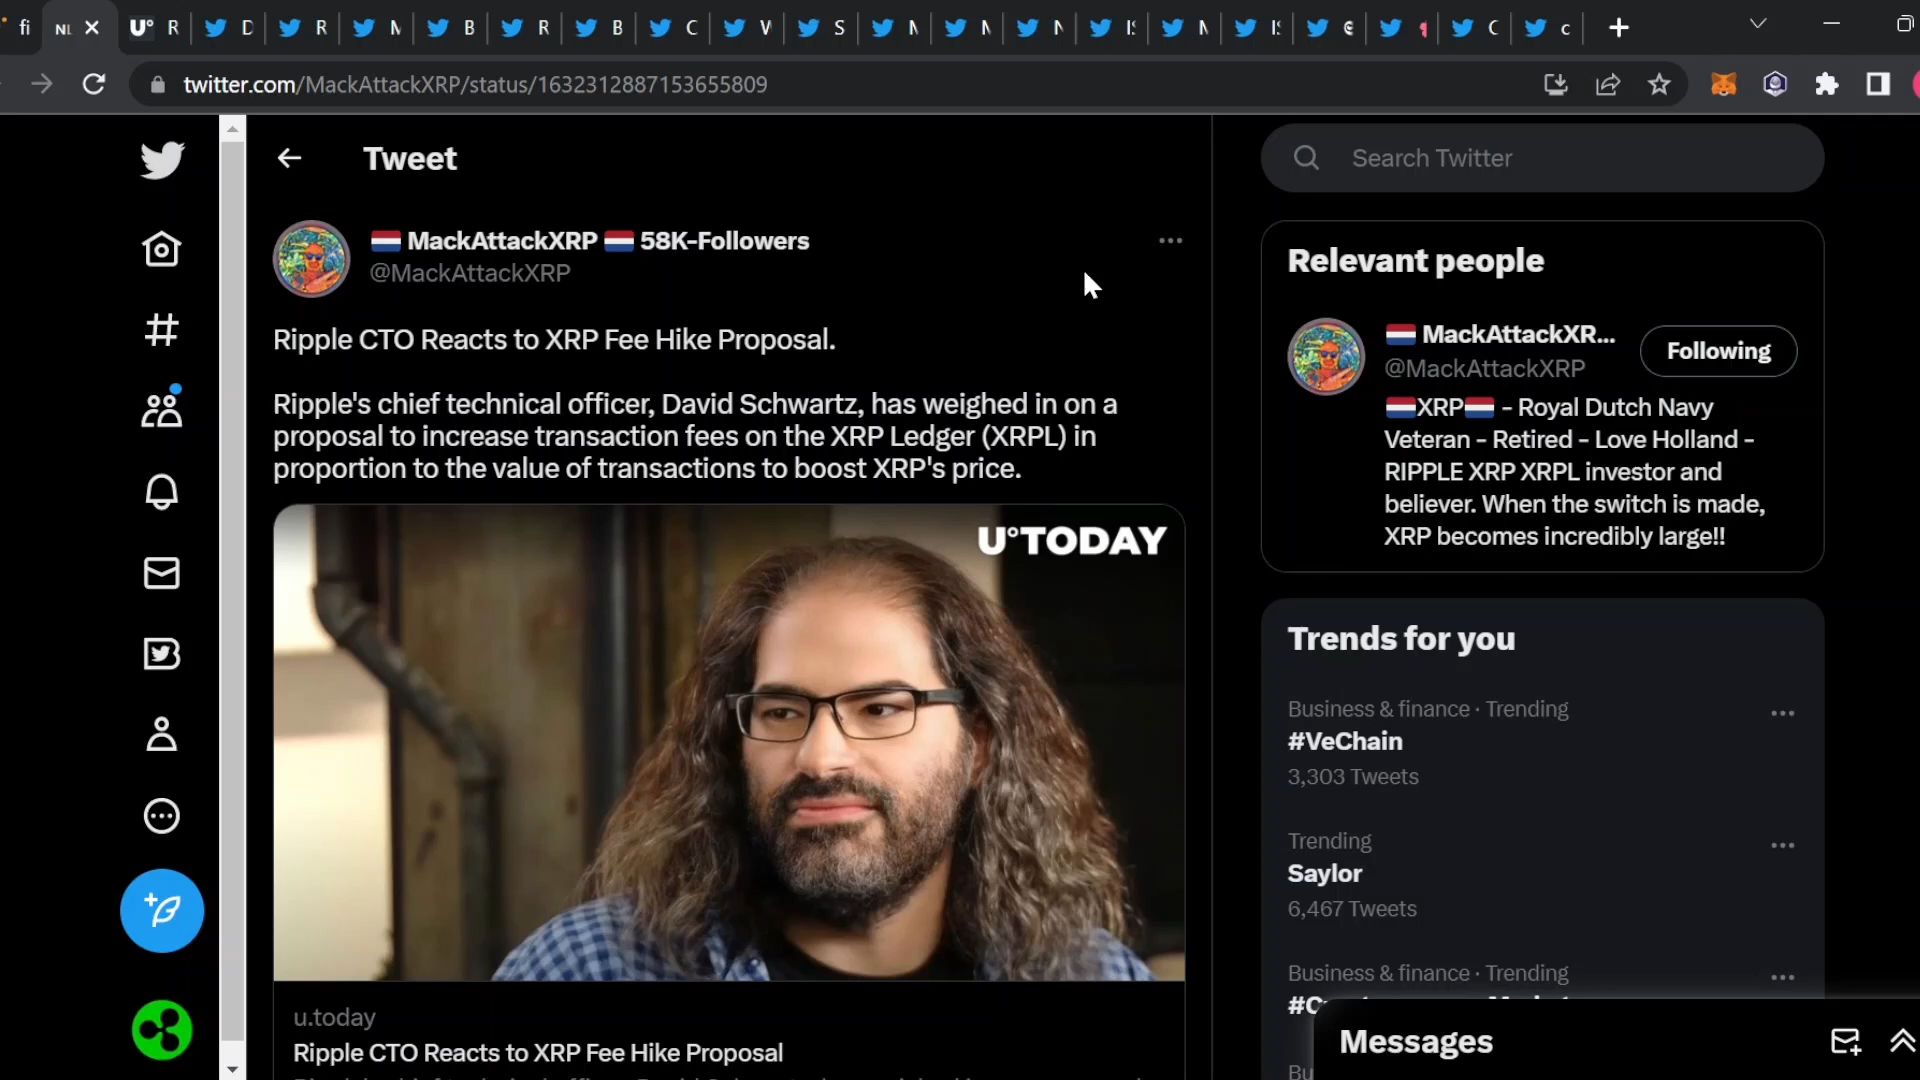 fi
NL
U°
R
D
R
M
B
R
B
C
W
S
M
M
N
IS
M
IS
C
c
twitter.com/MackAttackXRP/status/1632312887153655809
Tweet
MackAttackXRP 58K-Followers
@MackAttackXRP
Ripple CTO Reacts to XRP Fee Hike Proposal.
Ripple's chief technical officer, David Schwartz, has weighed in on a
proposal to increase transaction fees on the XRP Ledger (XRPL) in
proportion to the value of transactions to boost XRP's price.
U°TODAY
u.today
Ripple CTO Reacts to XRP Fee Hike Proposal
Search Twitter
Relevant people
MackAttackXR...
@MackAttackXRP
Following
XRP - Royal Dutch Navy
Veteran - Retired - Love Holland -
RIPPLE XRP XRPL investor and
believer. When the switch is made,
XRP becomes incredibly large!!
Trends for you
Business & finance · Trending
#VeChain
3,303 Tweets
Trending
Saylor
6,467 Tweets
Business & finance · Trending
Messages
Bu